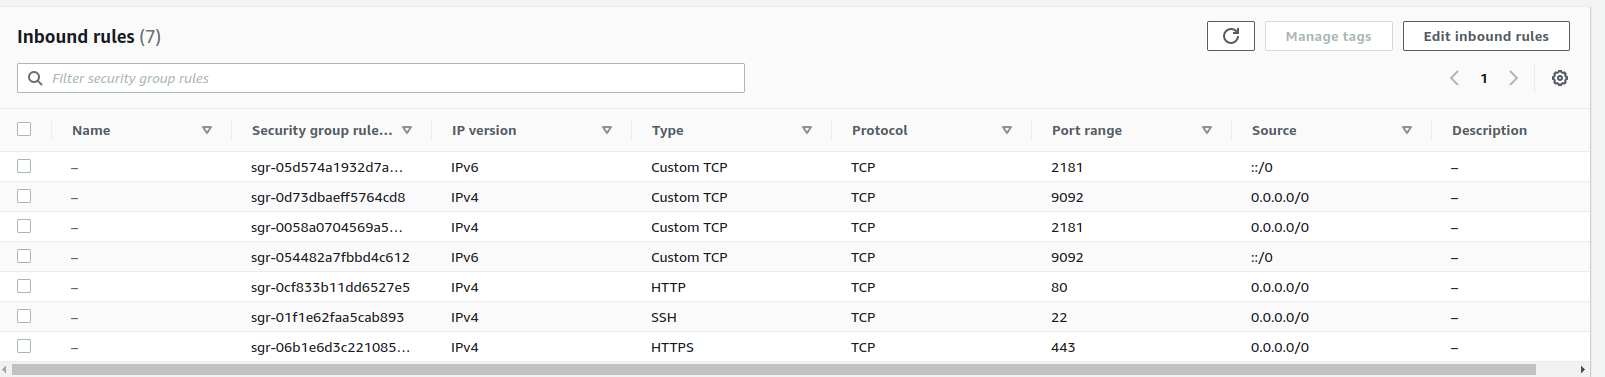 Inbound rules (7)
Manage tags
Edit inbound rules
Filter security group rules
1
Name Security group rule... IP version Type Protocol Port range Source Description
– sgr-05d574a1932d7a... IPv6 Custom TCP TCP 2181 ::/0 –
– sgr-0d73dbaeff5764cd8 IPv4 Custom TCP TCP 9092 0.0.0.0/0 –
– sgr-0058a0704569a5... IPv4 Custom TCP TCP 2181 0.0.0.0/0 –
– sgr-054482a7fbbd4c612 IPv6 Custom TCP TCP 9092 ::/0 –
– sgr-0cf833b11dd6527e5 IPv4 HTTP TCP 80 0.0.0.0/0 –
– sgr-01f1e62faa5cab893 IPv4 SSH TCP 22 0.0.0.0/0 –
– sgr-06b1e6d3c221085... IPv4 HTTPS TCP 443 0.0.0.0/0 –